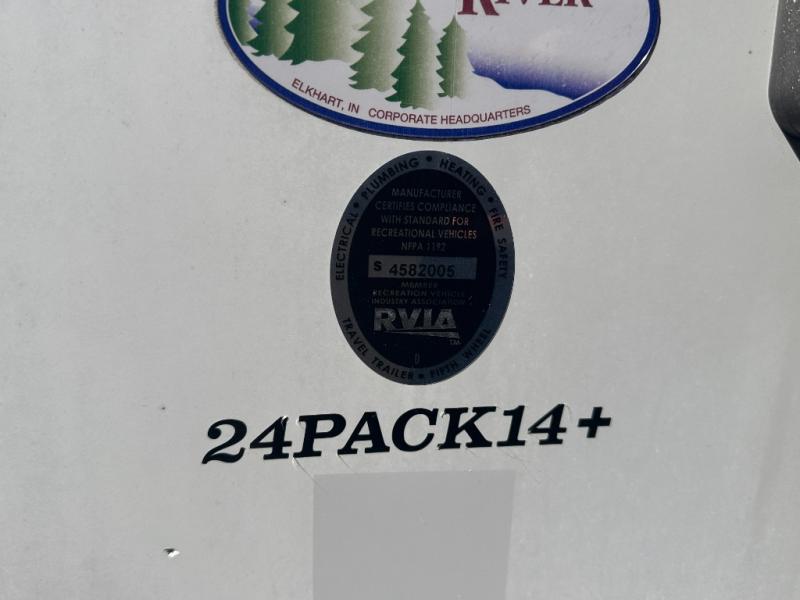 RIVER
ELKHART, IN CORPORATE HEADQUARTERS
ELECTRICAL • PLUMBING • HEATING • FIRE SAFETY
MANUFACTURER
CERTIFIES COMPLIANCE
WITH STANDARD FOR
RECREATIONAL VEHICLES
NFPA 1192
S 4582005
MEMBER
RECREATION VEHICLE
INDUSTRY ASSOCIATION
RVIA
TM
D
TRAVEL TRAILER • FIFTH WHEEL
24PACK14+